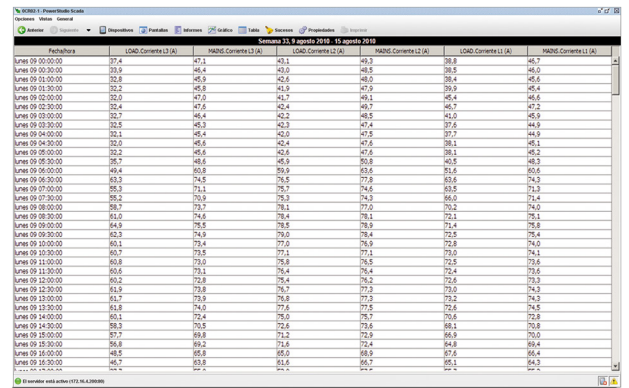 QCR02-1 - PowerStudio Scada
Opciones Vistas General
Anterior Siguiente Dispositivos Pantallas Informes Gráfico Tabla Sucesos Propiedades Imprimir
Semana 33, 9 agosto 2010 - 15 agosto 2010
Fecha/hora LOAD.Corriente L3 (A) MAINS.Corriente L3 (A) LOAD.Corriente L2 (A) MAINS.Corriente L2 (A) LOAD.Corriente L1 (A) MAINS.Corriente L1 (A)
lunes 09 00:00:00 37,4 47,1 43,1 49,3 38,8 46,7
lunes 09 00:30:00 33,9 46,4 43,0 48,5 38,5 46,0
lunes 09 01:00:00 32,8 45,9 42,6 48,0 38,4 45,6
lunes 09 01:30:00 32,2 45,8 41,9 47,9 39,9 45,4
lunes 09 02:00:00 32,0 47,0 41,7 49,1 45,4 46,6
lunes 09 02:30:00 32,4 47,6 42,4 49,7 46,7 47,2
lunes 09 03:00:00 32,7 46,4 42,2 48,5 41,0 45,9
lunes 09 03:30:00 32,5 45,3 42,3 47,4 37,6 44,9
lunes 09 04:00:00 32,1 45,4 42,0 47,5 37,7 44,9
lunes 09 04:30:00 32,0 45,6 42,4 47,6 38,1 45,1
lunes 09 05:00:00 32,2 45,6 42,6 47,6 38,1 45,2
lunes 09 05:30:00 35,7 48,6 45,9 50,8 40,5 48,3
lunes 09 06:00:00 49,4 60,8 59,9 63,6 51,6 60,6
lunes 09 06:30:00 63,3 74,5 76,5 77,8 63,6 74,3
lunes 09 07:00:00 55,3 71,1 75,7 74,6 63,5 71,3
lunes 09 07:30:00 55,2 70,9 75,3 74,3 66,0 71,4
lunes 09 08:00:00 58,7 73,7 78,1 77,0 70,2 74,0
lunes 09 08:30:00 61,0 74,6 78,4 78,1 72,1 75,1
lunes 09 09:00:00 64,9 75,5 78,5 78,9 71,4 75,8
lunes 09 09:30:00 62,3 74,9 79,0 78,4 72,5 75,4
lunes 09 10:00:00 60,1 73,4 77,0 76,9 72,8 74,0
lunes 09 10:30:00 60,7 73,5 77,1 77,1 73,0 74,1
lunes 09 11:00:00 60,8 73,0 75,8 76,5 72,5 73,6
lunes 09 11:30:00 60,6 73,1 76,4 76,4 72,4 73,6
lunes 09 12:00:00 60,2 72,8 75,4 76,2 72,6 73,3
lunes 09 12:30:00 61,9 73,8 76,7 77,3 73,0 74,3
lunes 09 13:00:00 61,7 73,9 76,8 77,3 73,2 74,3
lunes 09 13:30:00 61,8 74,0 77,6 77,5 72,6 74,5
lunes 09 14:00:00 60,1 72,4 75,0 75,7 70,6 72,8
lunes 09 14:30:00 58,3 70,5 72,6 73,6 68,1 70,8
lunes 09 15:00:00 57,7 69,8 71,2 72,9 66,9 70,0
lunes 09 15:30:00 56,8 69,2 71,6 72,4 64,8 69,4
lunes 09 16:00:00 48,5 65,8 65,0 68,9 67,6 66,4
lunes 09 16:30:00 46,7 63,8 61,6 66,7 65,1 64,3
El servidor está activo (172.16.4.200:80)